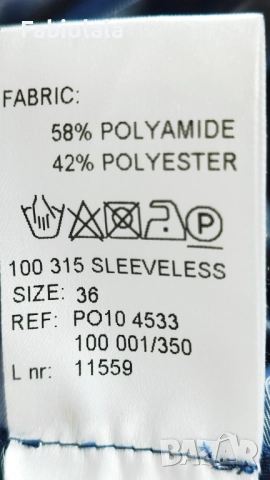 Fabiutata
FABRIC:
58% POLYAMIDE
42% POLYESTER
P
100 315 SLEEVELESS
SIZE: 36
REF: PO10 4533
100 001/350
L nr: 11559
BAZAR